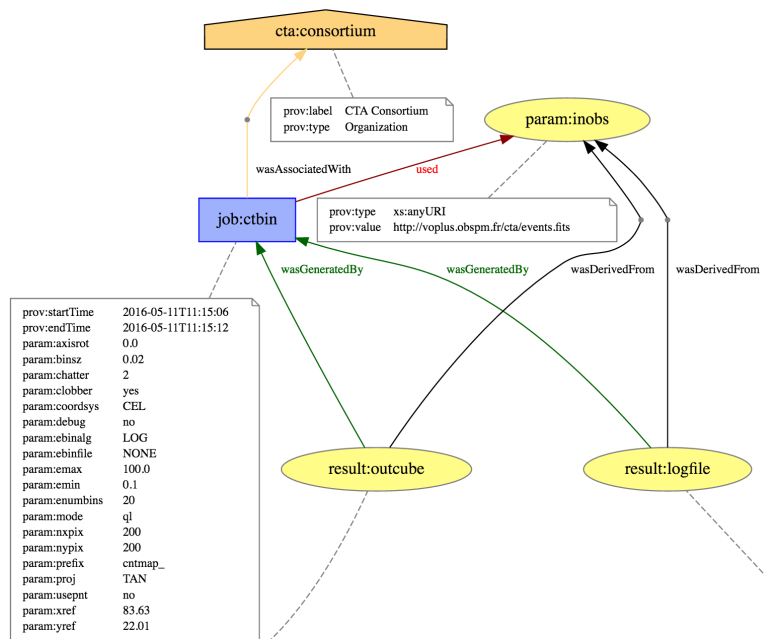 cta:consortium
prov:label CTA Consortium
prov:type Organization
param:inobs
wasAssociatedWith
used
job:ctbin
prov:type xs:anyURI
prov:value http://voplus.obspm.fr/cta/events.fits
wasGeneratedBy
wasGeneratedBy
wasDerivedFrom
wasDerivedFrom
prov:startTime 2016-05-11T11:15:06
prov:endTime 2016-05-11T11:15:12
param:axisrot 0.0
param:binsz 0.02
param:chatter 2
param:clobber yes
param:coordsys CEL
param:debug no
param:ebinalg LOG
param:ebinfile NONE
param:emax 100.0
param:emin 0.1
param:enumbins 20
param:mode ql
param:nxpix 200
param:nypix 200
param:prefix cntmap_
param:proj TAN
param:usepnt no
param:xref 83.63
param:yref 22.01
result:outcube
result:logfile